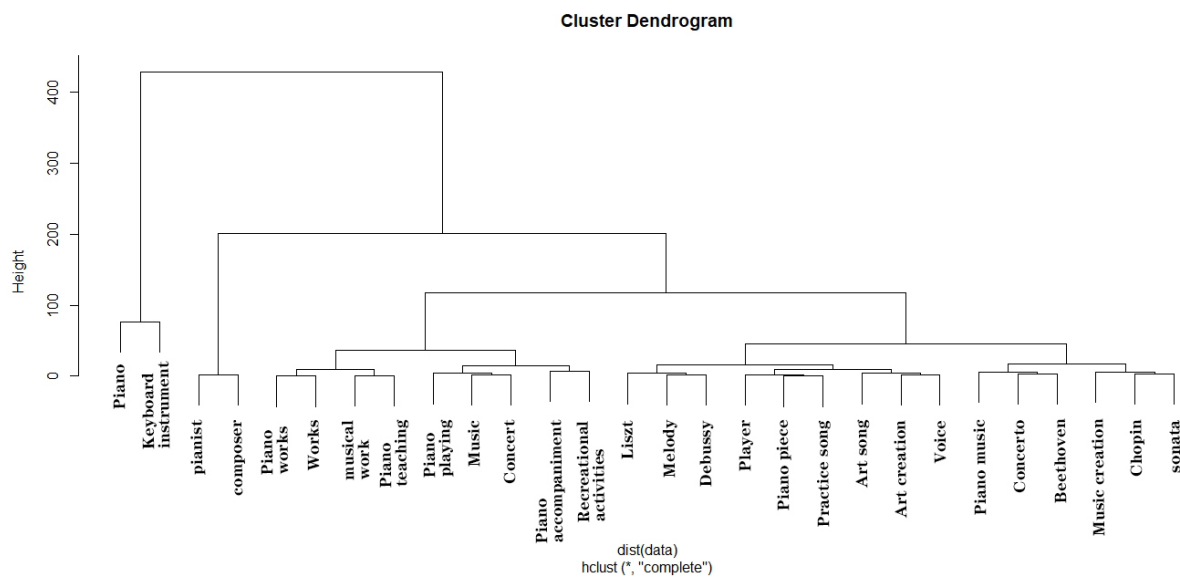 Cluster Dendrogram
Height
400
300
200
100
0
Piano
Keyboard
instrument
pianist
composer
Piano
works
Works
musical
work
Piano
teaching
Piano
playing
Music
Concert
Piano
accompaniment
Recreational
activities
Liszt
Melody
Debussy
Player
Piano piece
Practice song
Art song
Art creation
Voice
Piano music
Concerto
Beethoven
Music creation
Chopin
sonata
dist(data)
hclust (*, "complete")